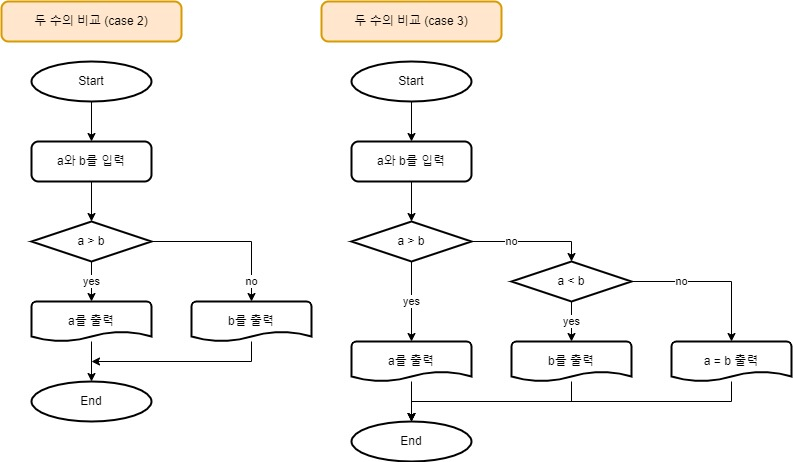 두 수의 비교 (case 2)
Start
a와 b를 입력
a > b
yes
no
a를 출력
b를 출력
End
두 수의 비교 (case 3)
Start
a와 b를 입력
a > b
no
a < b
no
yes
yes
a를 출력
b를 출력
a = b 출력
End